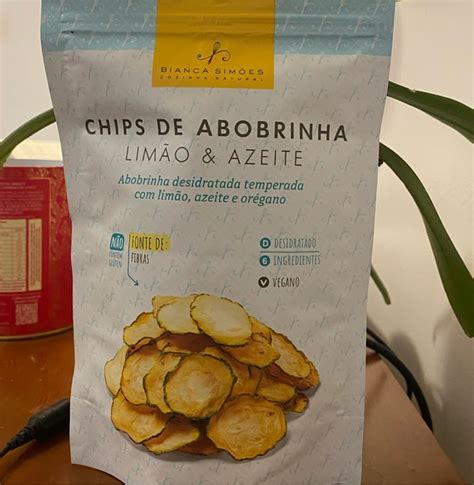 BIANCA SIMÕES
COZINHA NATURAL
CHIPS DE ABOBRINHA
LIMÃO & AZEITE
Abobrinha desidratada temperada
com limão, azeite e orégano
NÃO
CONTÉM
GLÚTEN
FONTE DE:
FIBRAS
D DESIDRATADO
6 INGREDIENTES
V VEGANO